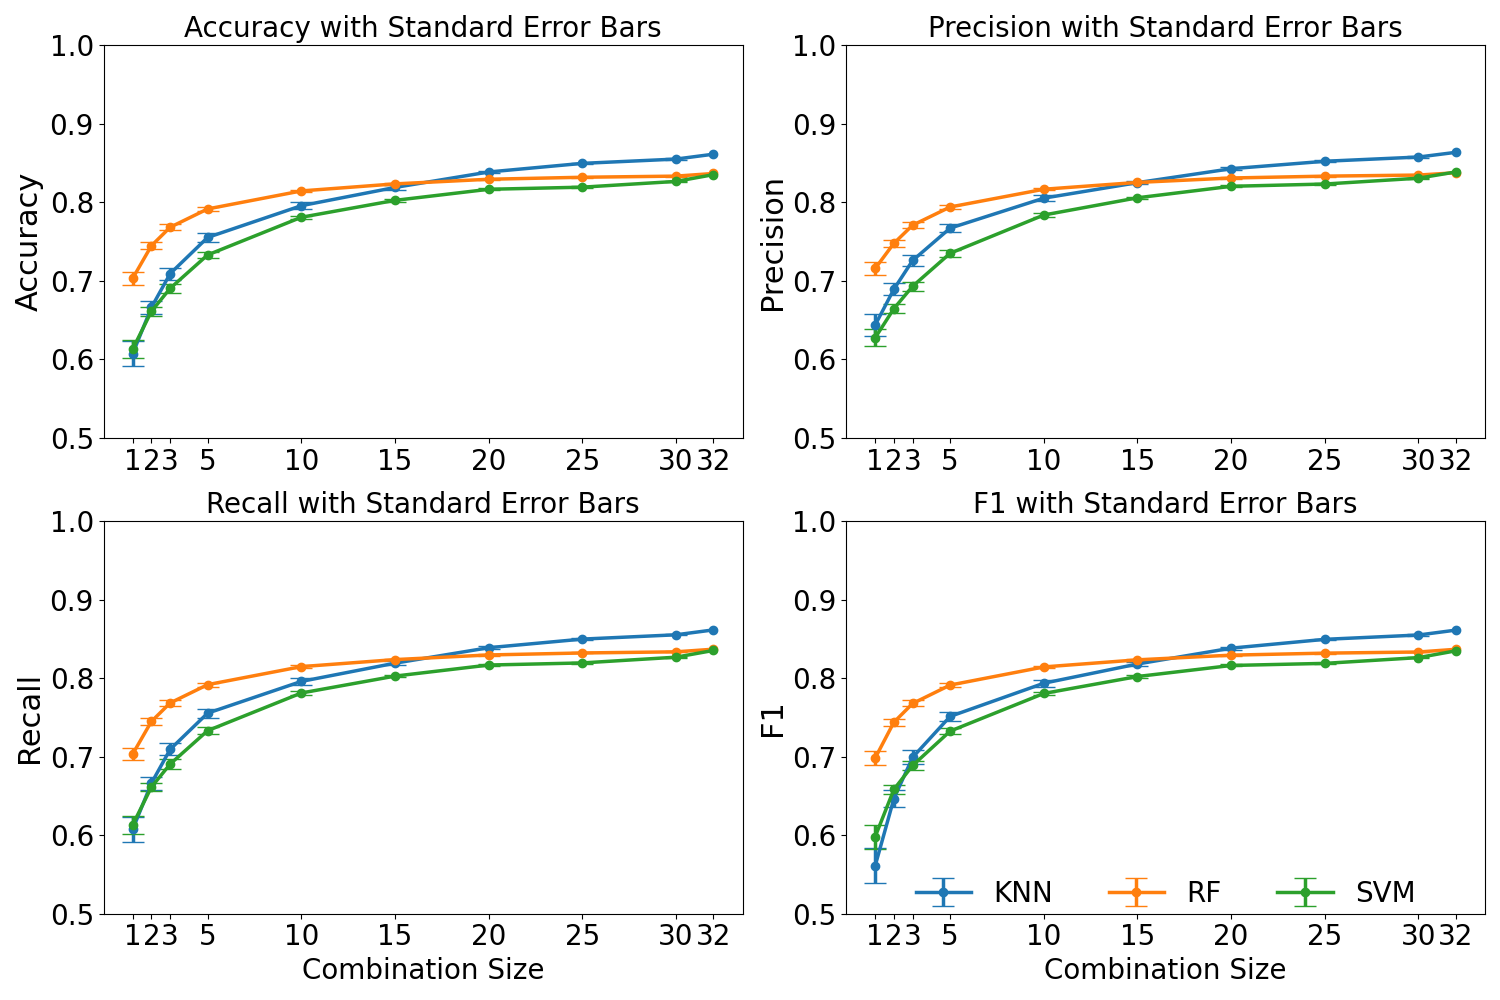 Accuracy with Standard Error Bars
Precision with Standard Error Bars
Accuracy
1.0
0.9
0.8
0.7
0.6
0.5
1 2 3 5 10 15 20 25 30 32
Precision
1.0
0.9
0.8
0.7
0.6
0.5
1 2 3 5 10 15 20 25 30 32
Recall with Standard Error Bars
F1 with Standard Error Bars
Recall
1.0
0.9
0.8
0.7
0.6
0.5
1 2 3 5 10 15 20 25 30 32
Combination Size
F1
1.0
0.9
0.8
0.7
0.6
0.5
KNN RF SVM
1 2 3 5 10 15 20 25 30 32
Combination Size